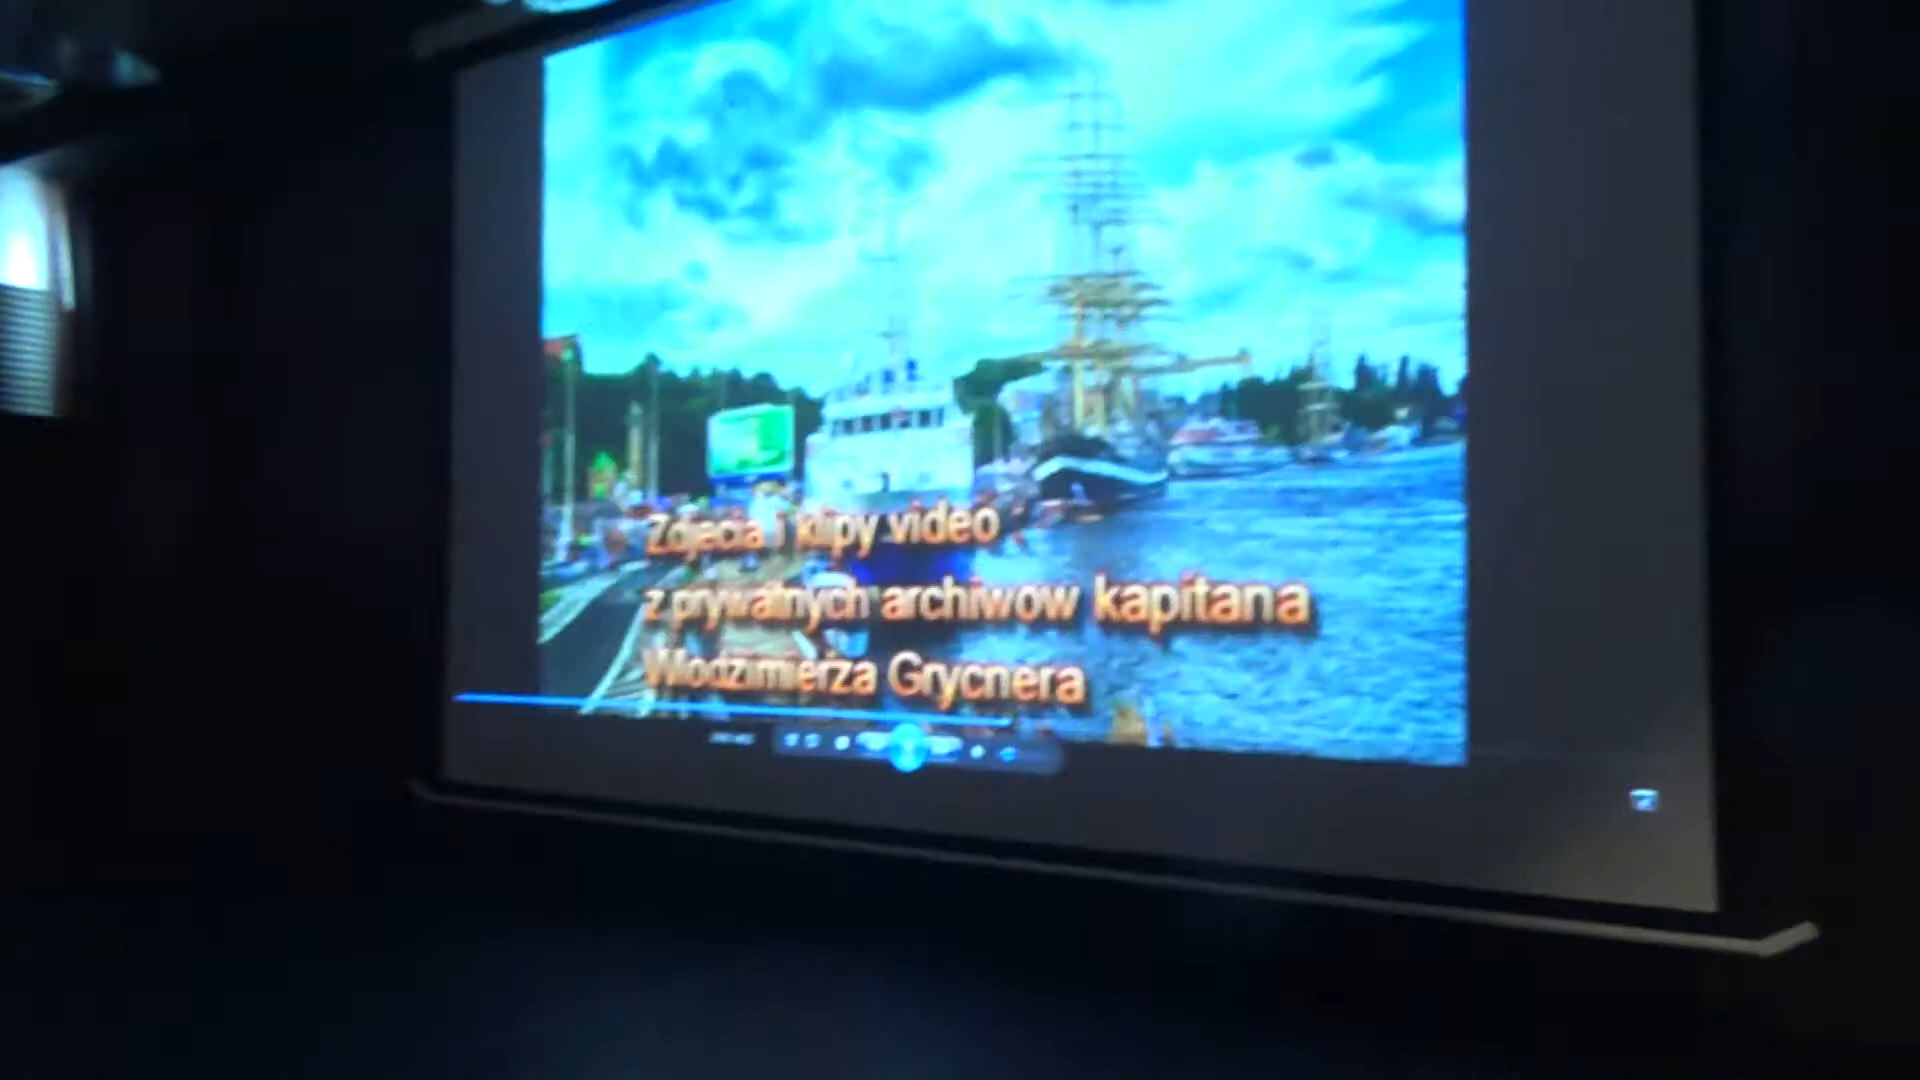 Zdjecia i klipy video
z prywatnych archiwow kapitana
Wlodzimierza Grycnera